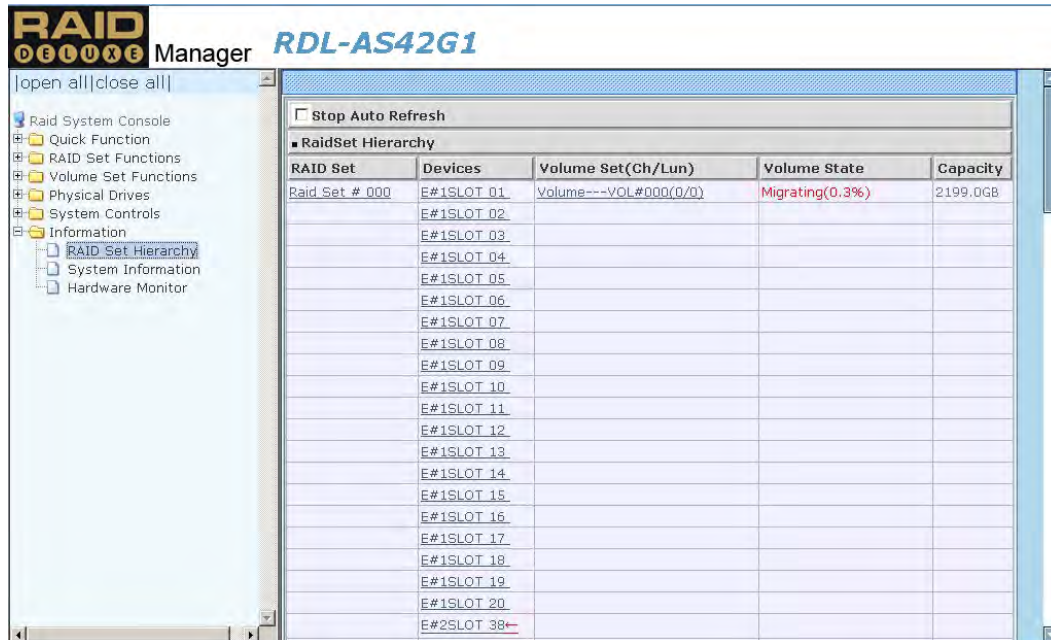 RAID
DELUXE Manager RDL-AS42G1
|open all|close all|
Raid System Console
Quick Function
RAID Set Functions
Volume Set Functions
Physical Drives
System Controls
Information
RAID Set Hierarchy
System Information
Hardware Monitor
Stop Auto Refresh
RaidSet Hierarchy
RAID Set Devices Volume Set(Ch/Lun) Volume State Capacity
Raid Set # 000 E#1SLOT 01 Volume---VOL#000(0/0) Migrating(0.3%) 2199.0GB
E#1SLOT 02
E#1SLOT 03
E#1SLOT 04
E#1SLOT 05
E#1SLOT 06
E#1SLOT 07
E#1SLOT 08
E#1SLOT 09
E#1SLOT 10
E#1SLOT 11
E#1SLOT 12
E#1SLOT 13
E#1SLOT 14
E#1SLOT 15
E#1SLOT 16
E#1SLOT 17
E#1SLOT 18
E#1SLOT 19
E#1SLOT 20
E#2SLOT 38←